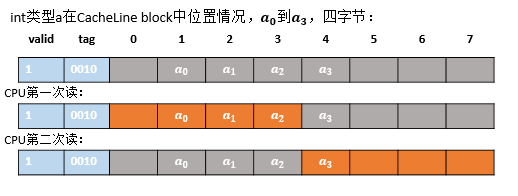 int类型a在CacheLine block中位置情况，a₀到a₃，四字节：
valid tag 0 1 2 3 4 5 6 7
1 0010 a₀ a₁ a₂ a₃
CPU第一次读：
1 0010 a₀ a₁ a₂ a₃
CPU第二次读：
1 0010 a₀ a₁ a₂ a₃